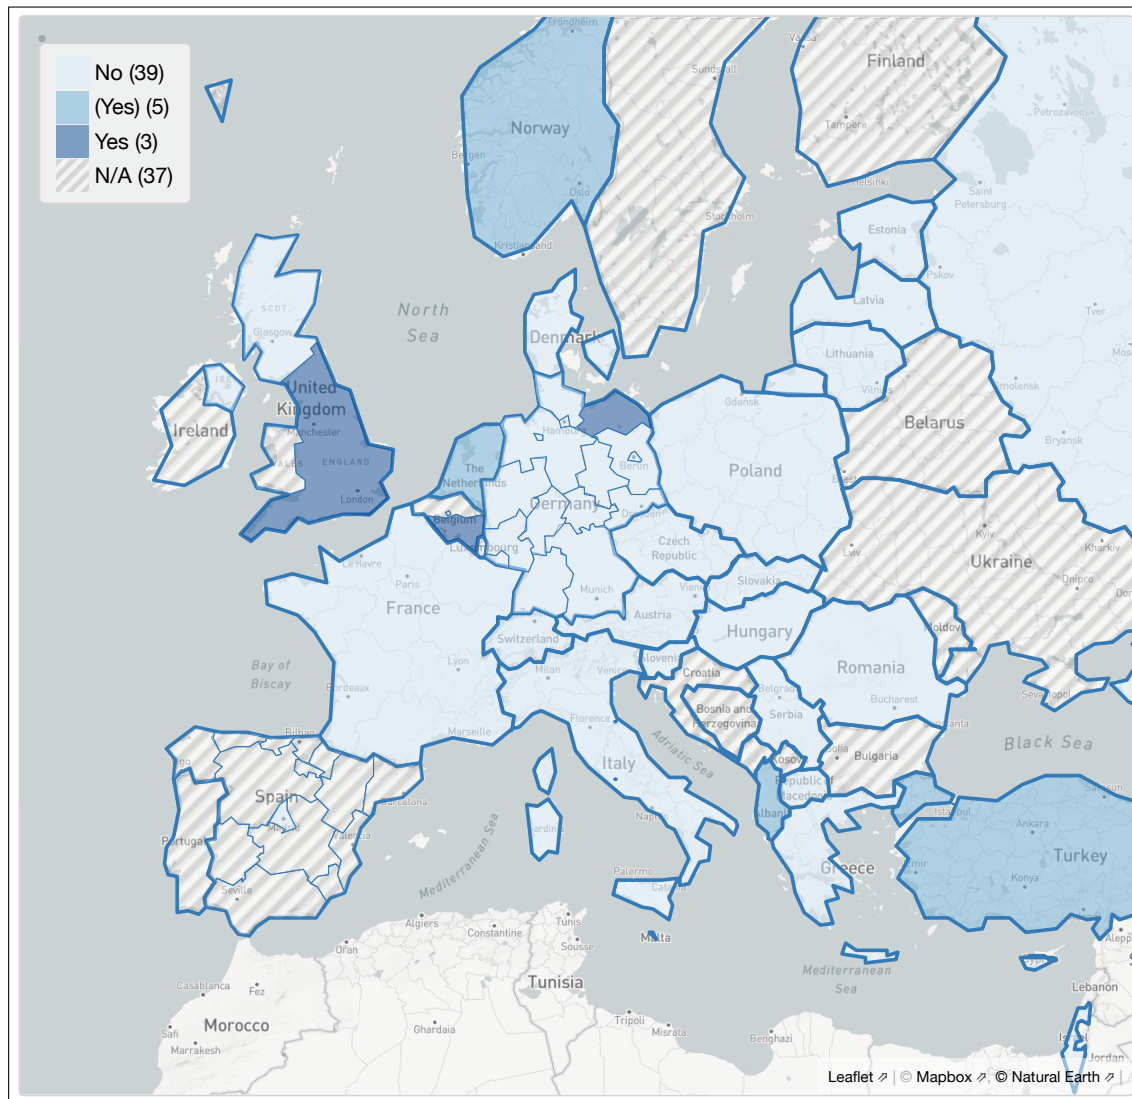 No (39)
(Yes) (5)
Yes (3)
N/A (37)
Trondheim
Vaasa
Finland
Sundsvall
Petrozavodsk
Tampere
Norway
Bergen
Oslo
Helsinki
Saint
Petersburg
Stockholm
Kristiansand
Estonia
Pskov
SCOT.
North
Sea
Latvia
Tver
Glasgow
Denmark
Lithuania
Vilnius
Smolensk
IRE
United
Kingdom
Gdańsk
Belarus
Ireland
Manchester
Hamburg
Bryansk
ENGLAND
The
Netherlands
Berlin
Poland
London
Germany
Belgium
Dresden
Kyiv
Kharkiv
Luxembourg
Czech
Republic
Lviv
Ukraine
Le Havre
Paris
Slovakia
Dnipro
France
Munich
Vienna
Austria
Switzerland
Hungary
Moldova
Bay of
Biscay
Lyon
Milan
Venice
Slovenia
Croatia
Romania
Bordeaux
Belgrade
Bucharest
Sevastopol
Bosnia and
Herzegovina
Serbia
Florence
Marseille
Bilbao
Adriatic Sea
Black Sea
Sofia
Bulgaria
Kosovo
Italy
Republic of
Macedonia
Spain
Barcelona
Albania
Istanbul
Samsun
Madrid
Naples
Ankara
Portugal
Valencia
Sardinia
Mediterranean Sea
Turkey
Izmir
Greece
Palermo
Catania
Konya
Seville
Algiers
Tunis
Constantine
Malta
Oran
Sousse
Mediterranean
Sea
Cyprus
Tunisia
Casablanca
Fez
Lebanon
Morocco
Safi
Marrakesh
Ghardaia
Tripoli
Misrata
Benghazi
Israel
Jordan
Leaflet ⇗ | © Mapbox ⇗, © Natural Earth ⇗ |